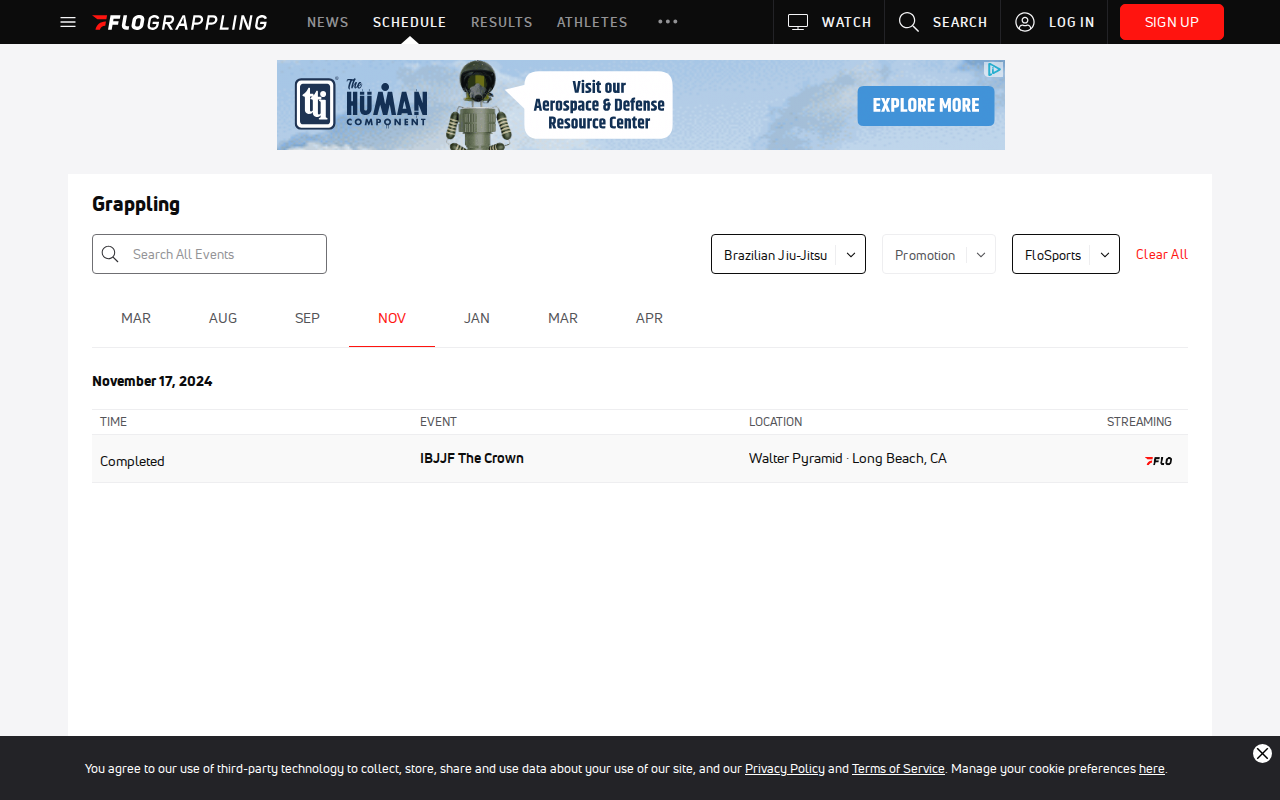 FLOGRAPPLING NEWS SCHEDULE RESULTS ATHLETES WATCH SEARCH LOG IN SIGN UP
ttj The HUMAN COMPONENT
Visit our
Aerospace & Defense
Resource Center
EXPLORE MORE
Grappling
Search All Events Brazilian Jiu-Jitsu Promotion FloSports Clear All
MAR AUG SEP NOV JAN MAR APR
November 17, 2024
TIME EVENT LOCATION STREAMING
Completed IBJJF The Crown Walter Pyramid · Long Beach, CA FLO
You agree to our use of third-party technology to collect, store, share and use data about your use of our site, and our Privacy Policy and Terms of Service. Manage your cookie preferences here.